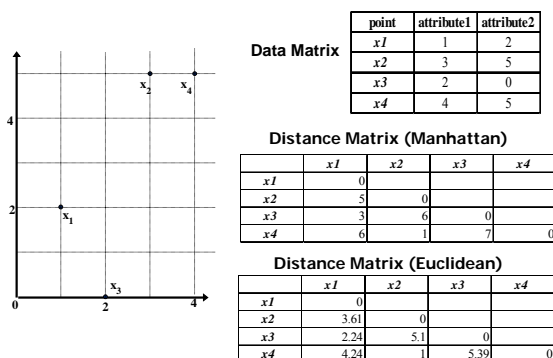 Data Matrix
point attribute1 attribute2
x1 1 2
x2 3 5
x3 2 0
x4 4 5
x2 x4
4
2
x1
x3
0 2 4
Distance Matrix (Manhattan)
x1 x2 x3 x4
x1 0
x2 5 0
x3 3 6 0
x4 6 1 7 0
Distance Matrix (Euclidean)
x1 x2 x3 x4
x1 0
x2 3.61 0
x3 2.24 5.1 0
x4 4.24 1 5.39 0